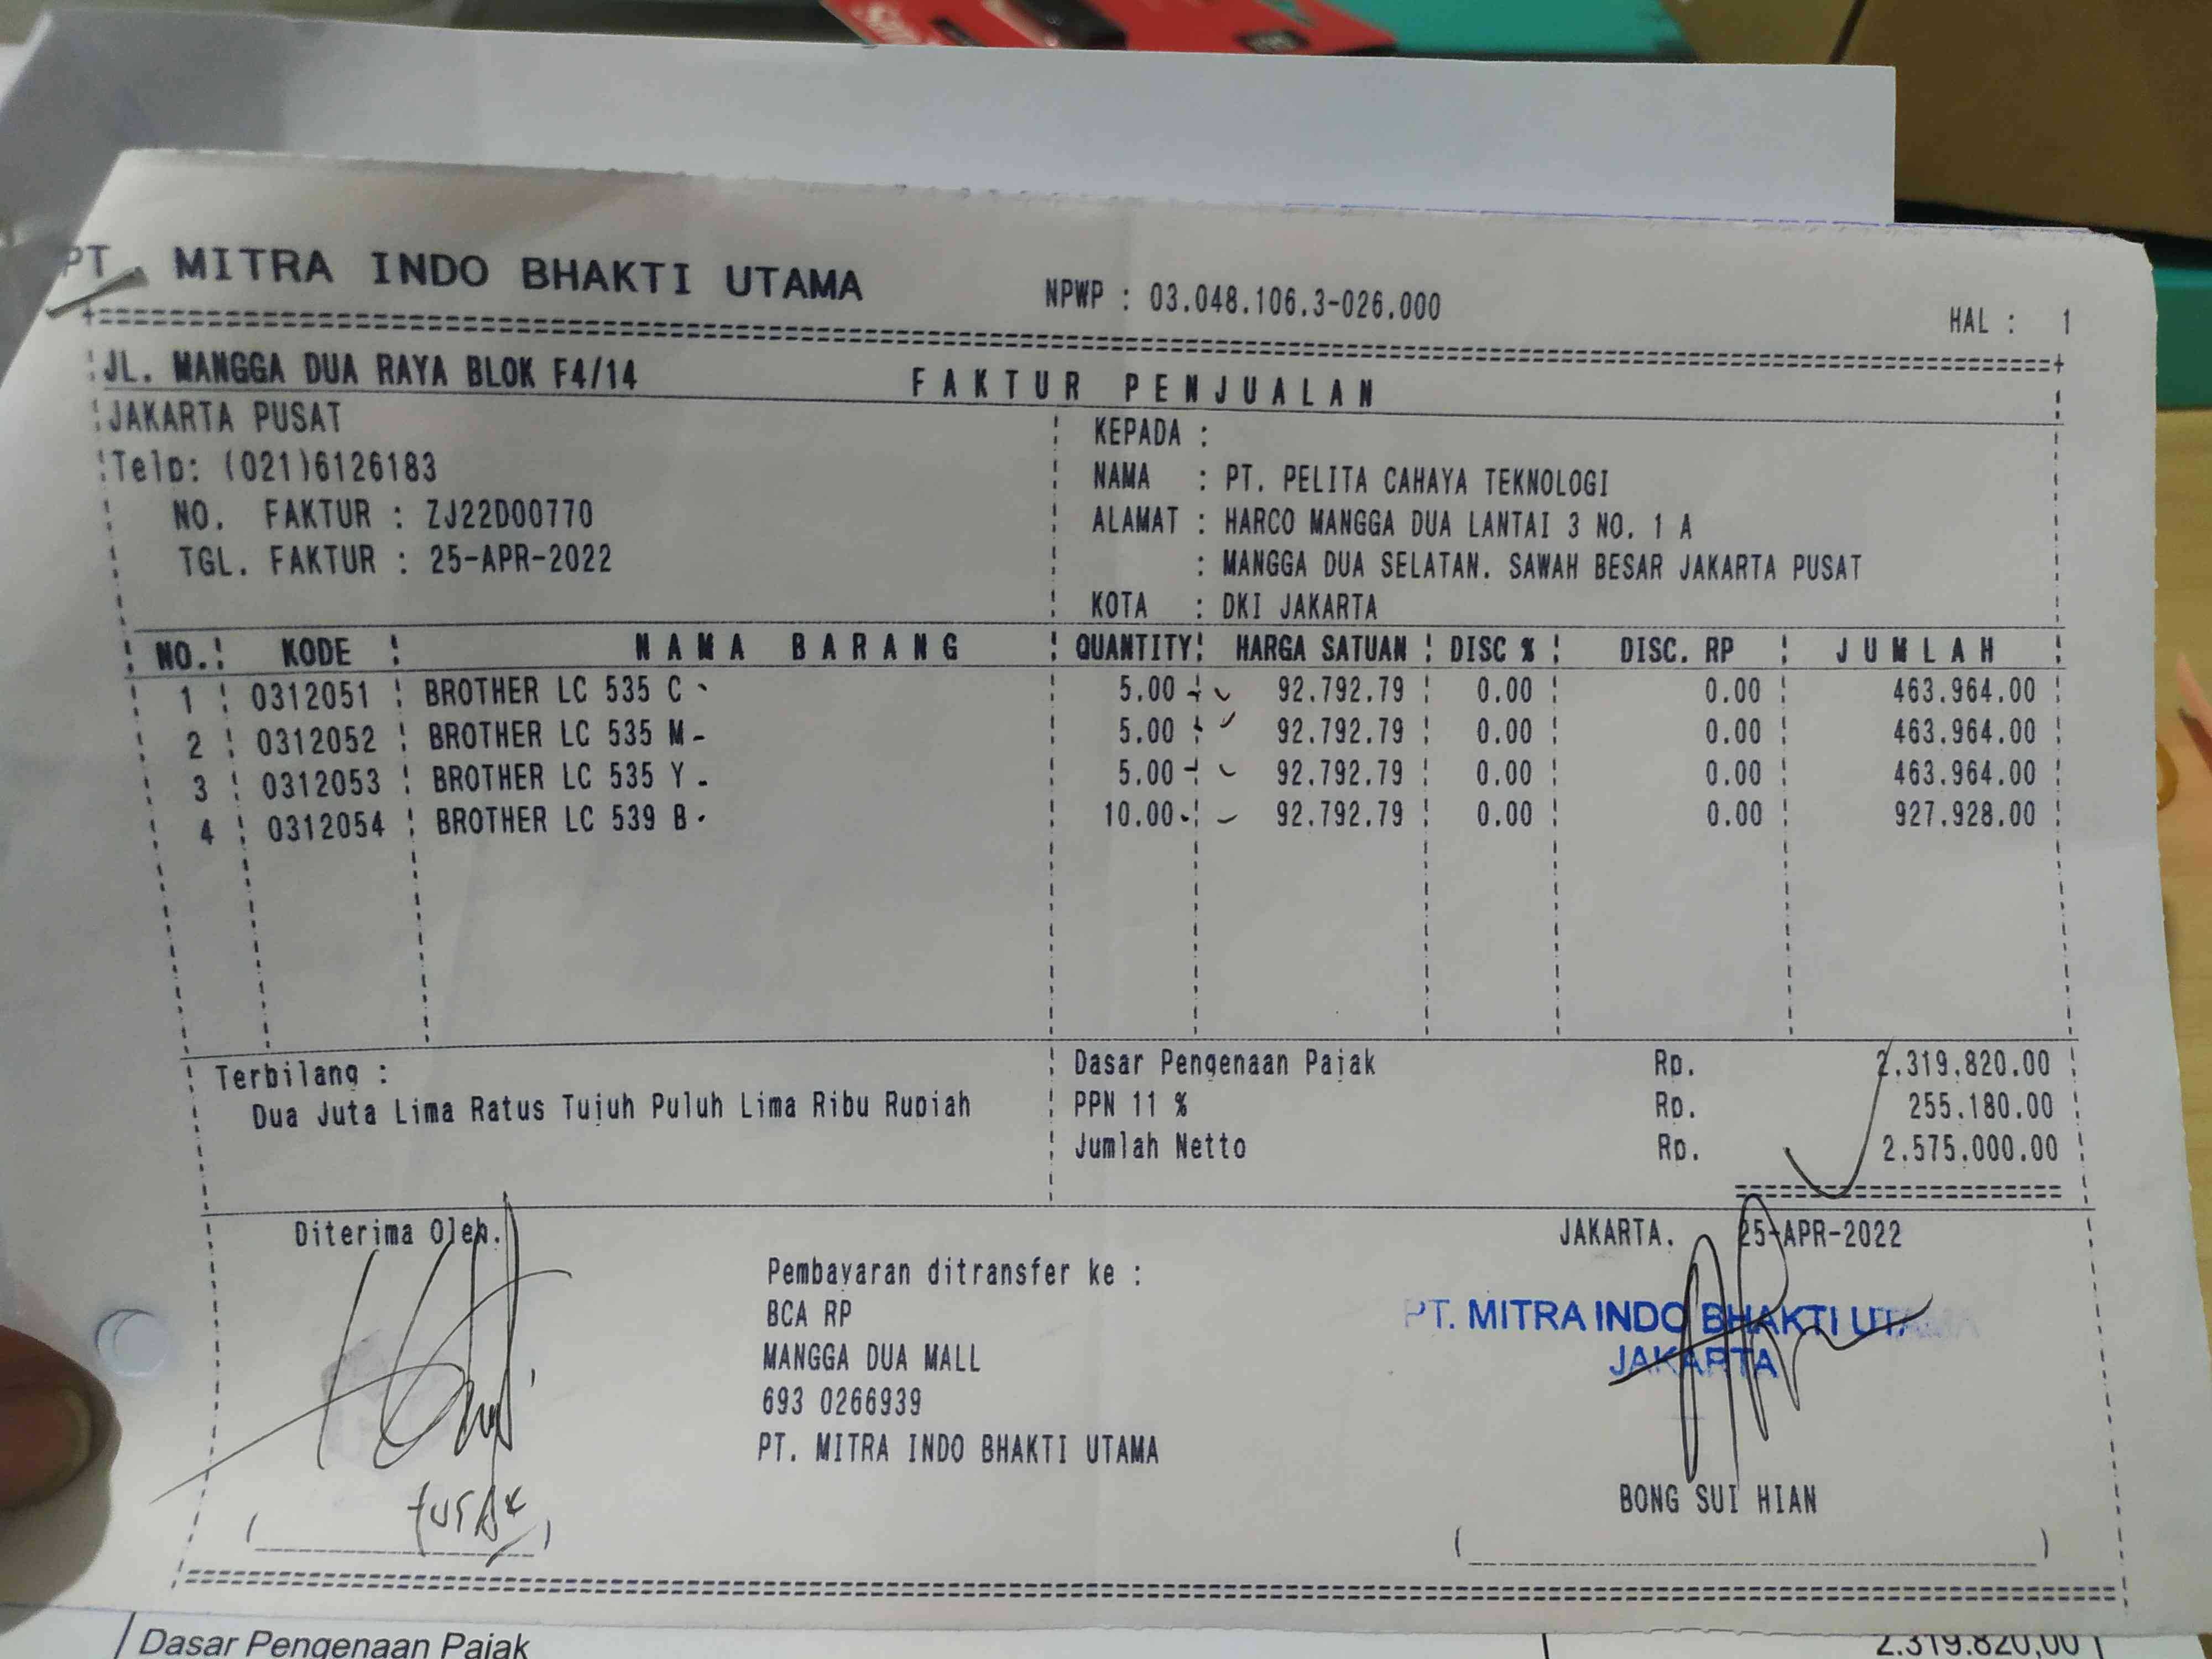 PT. MITRA INDO BHAKTI UTAMA NPWP : 03.048.106.3-026.000 HAL : 1
JL. MANGGA DUA RAYA BLOK F4/14 FAKTUR PENJUALAN
JAKARTA PUSAT
Telp: (021)6126183
NO. FAKTUR : ZJ22D00770
TGL. FAKTUR : 25-APR-2022
KEPADA :
NAMA : PT. PELITA CAHAYA TEKNOLOGI
ALAMAT : HARCO MANGGA DUA LANTAI 3 NO. 1 A
: MANGGA DUA SELATAN. SAWAH BESAR JAKARTA PUSAT
KOTA : DKI JAKARTA
NO. KODE NAMA BARANG QUANTITY HARGA SATUAN DISC % DISC. RP JUMLAH
1 0312051 BROTHER LC 535 C 5.00 92.792.79 0.00 0.00 463.964.00
2 0312052 BROTHER LC 535 M 5.00 92.792.79 0.00 0.00 463.964.00
3 0312053 BROTHER LC 535 Y 5.00 92.792.79 0.00 0.00 463.964.00
4 0312054 BROTHER LC 539 B 10.00 92.792.79 0.00 0.00 927.928.00
Terbilang :
Dua Juta Lima Ratus Tujuh Puluh Lima Ribu Rupiah
Dasar Pengenaan Pajak Rp. 2.319.820.00
PPN 11 % Rp. 255.180.00
Jumlah Netto Rp. 2.575.000.00
Diterima Oleh.
Pembayaran ditransfer ke :
BCA RP
MANGGA DUA MALL
693 0266939
PT. MITRA INDO BHAKTI UTAMA
JAKARTA. 25-APR-2022
PT. MITRA INDO BHAKTI UTAMA
JAKARTA
BONG SUI HIAN
Dasar Pengenaan Pajak 2.319.820,00